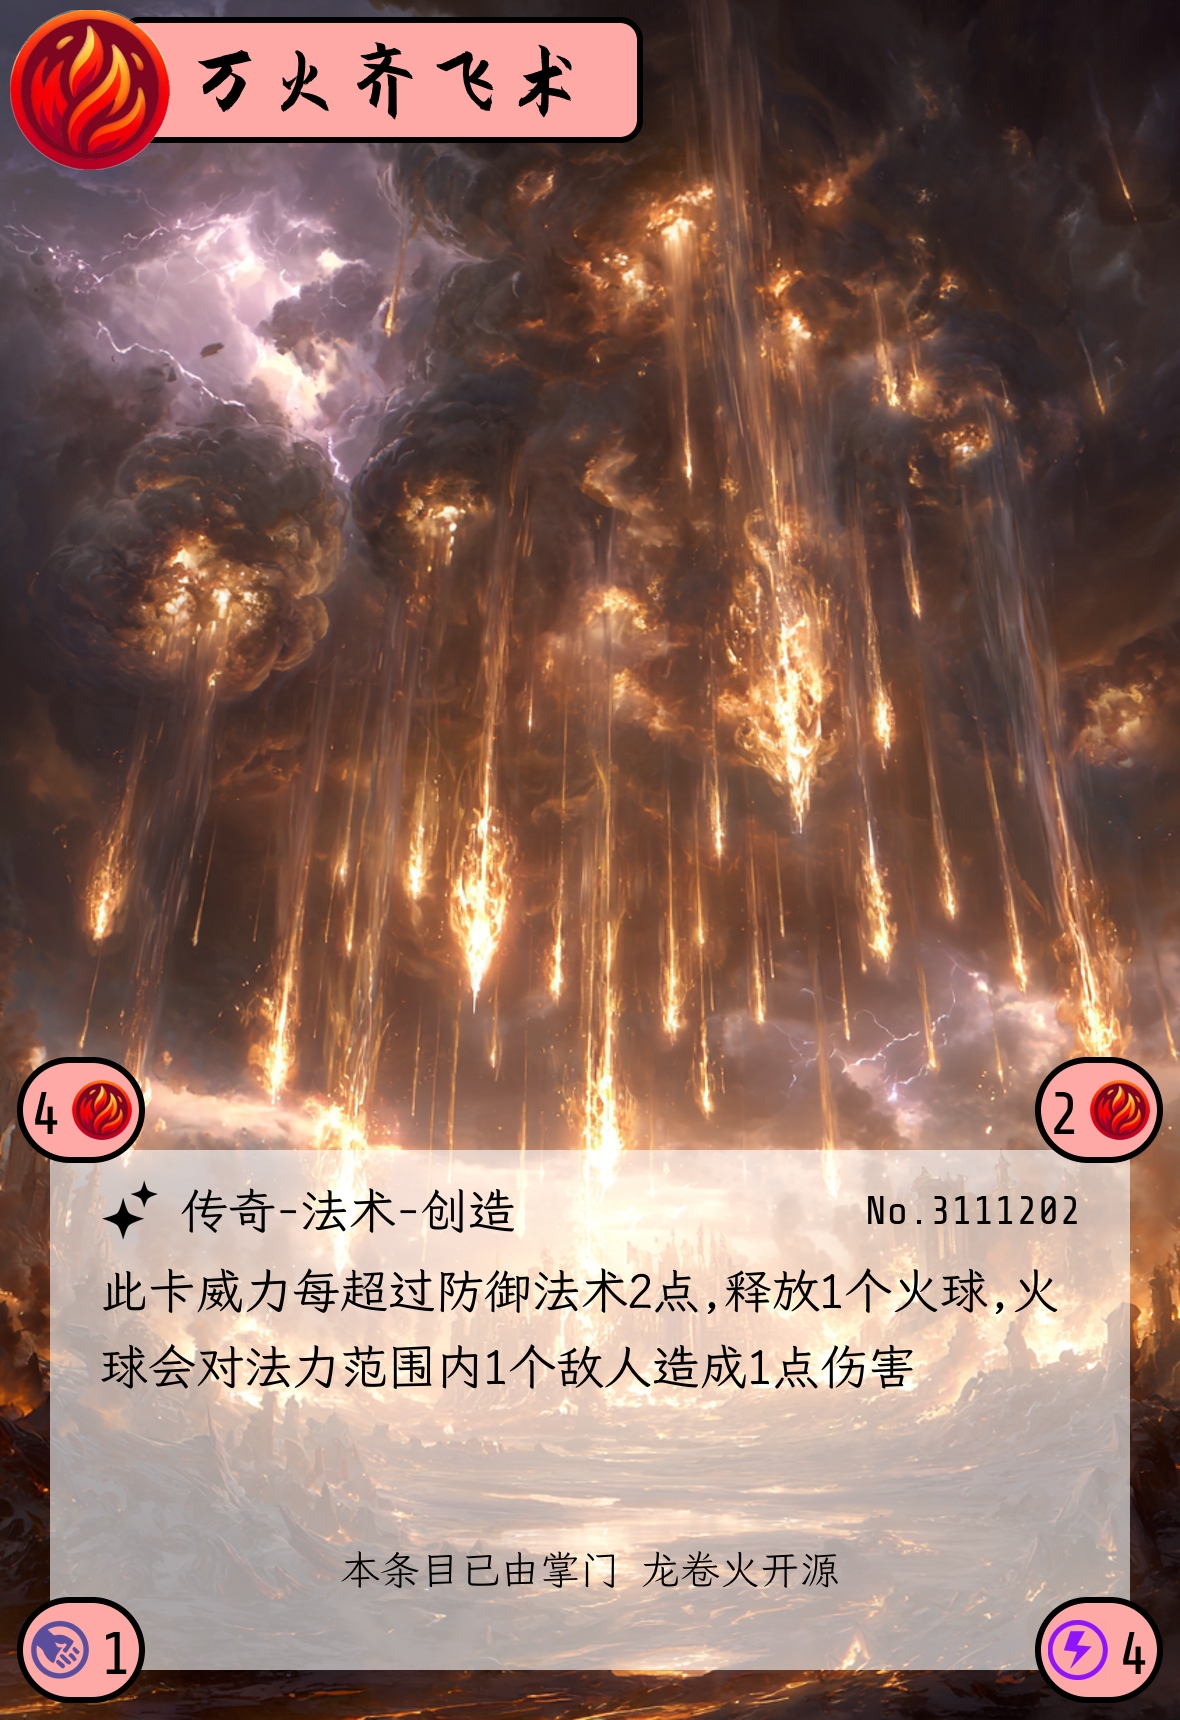 万火齐飞术
4
2
传奇-法术-创造
No.3111202
此卡威力每超过防御法术2点,释放1个火球,火
球会对法力范围内1个敌人造成1点伤害
本条目已由掌门 龙卷火开源
1
4